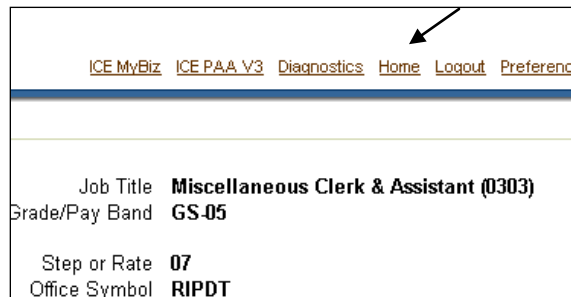 ICE MyBiz ICE PAA V3 Diagnostics Home Logout Preferenc
Job Title Miscellaneous Clerk & Assistant (0303)
Grade/Pay Band GS-05
Step or Rate 07
Office Symbol RIPDT